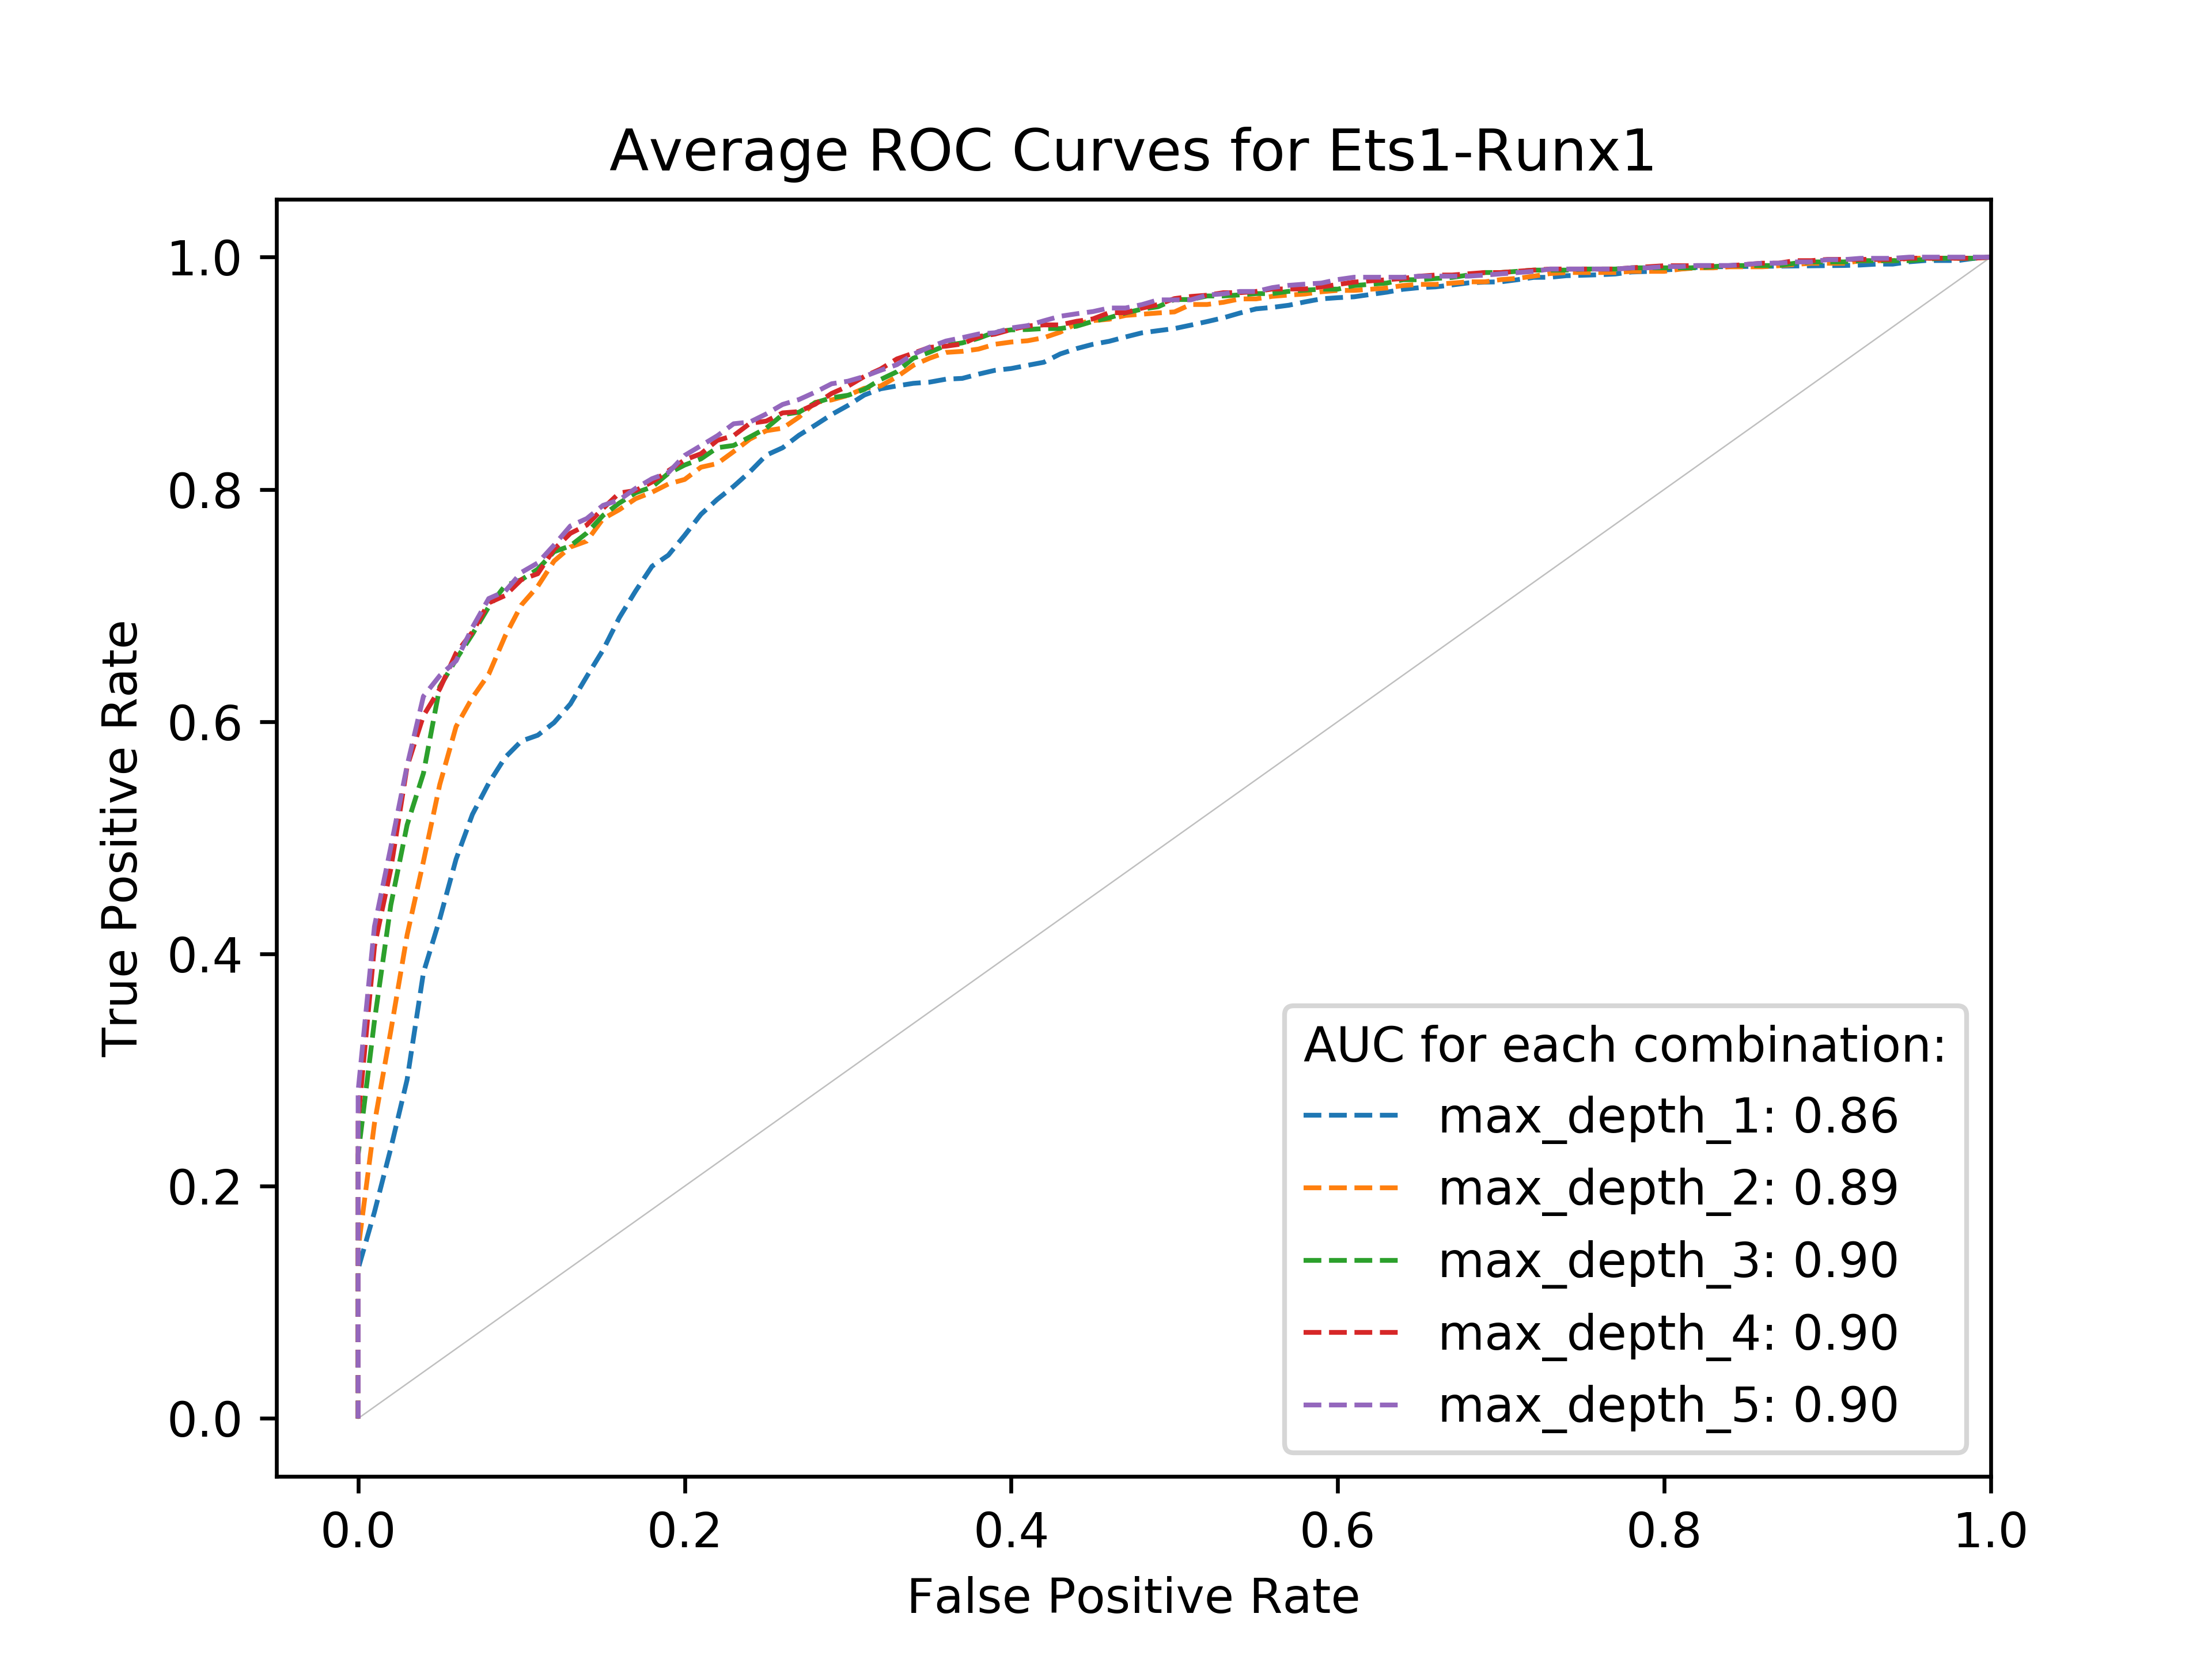 Average ROC Curves for Ets1-Runx1
True Positive Rate
1.0
0.8
0.6
0.4
0.2
0.0
AUC for each combination:
max_depth_1: 0.86
max_depth_2: 0.89
max_depth_3: 0.90
max_depth_4: 0.90
max_depth_5: 0.90
0.0 0.2 0.4 0.6 0.8 1.0
False Positive Rate